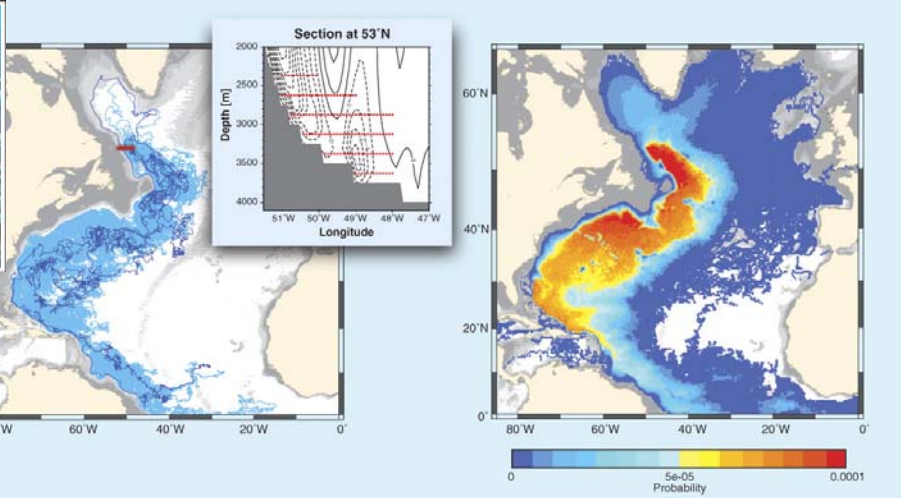 Section at 53°N
2000
2500
3000
3500
4000
Depth [m]
51°W 50°W 49°W 48°W 47°W
Longitude
W 60°W 40°W 20°W 0°
60°N
40°N
20°N
0°
80°W 60°W 40°W 20°W 0°
0 5e-05 0.0001
Probability